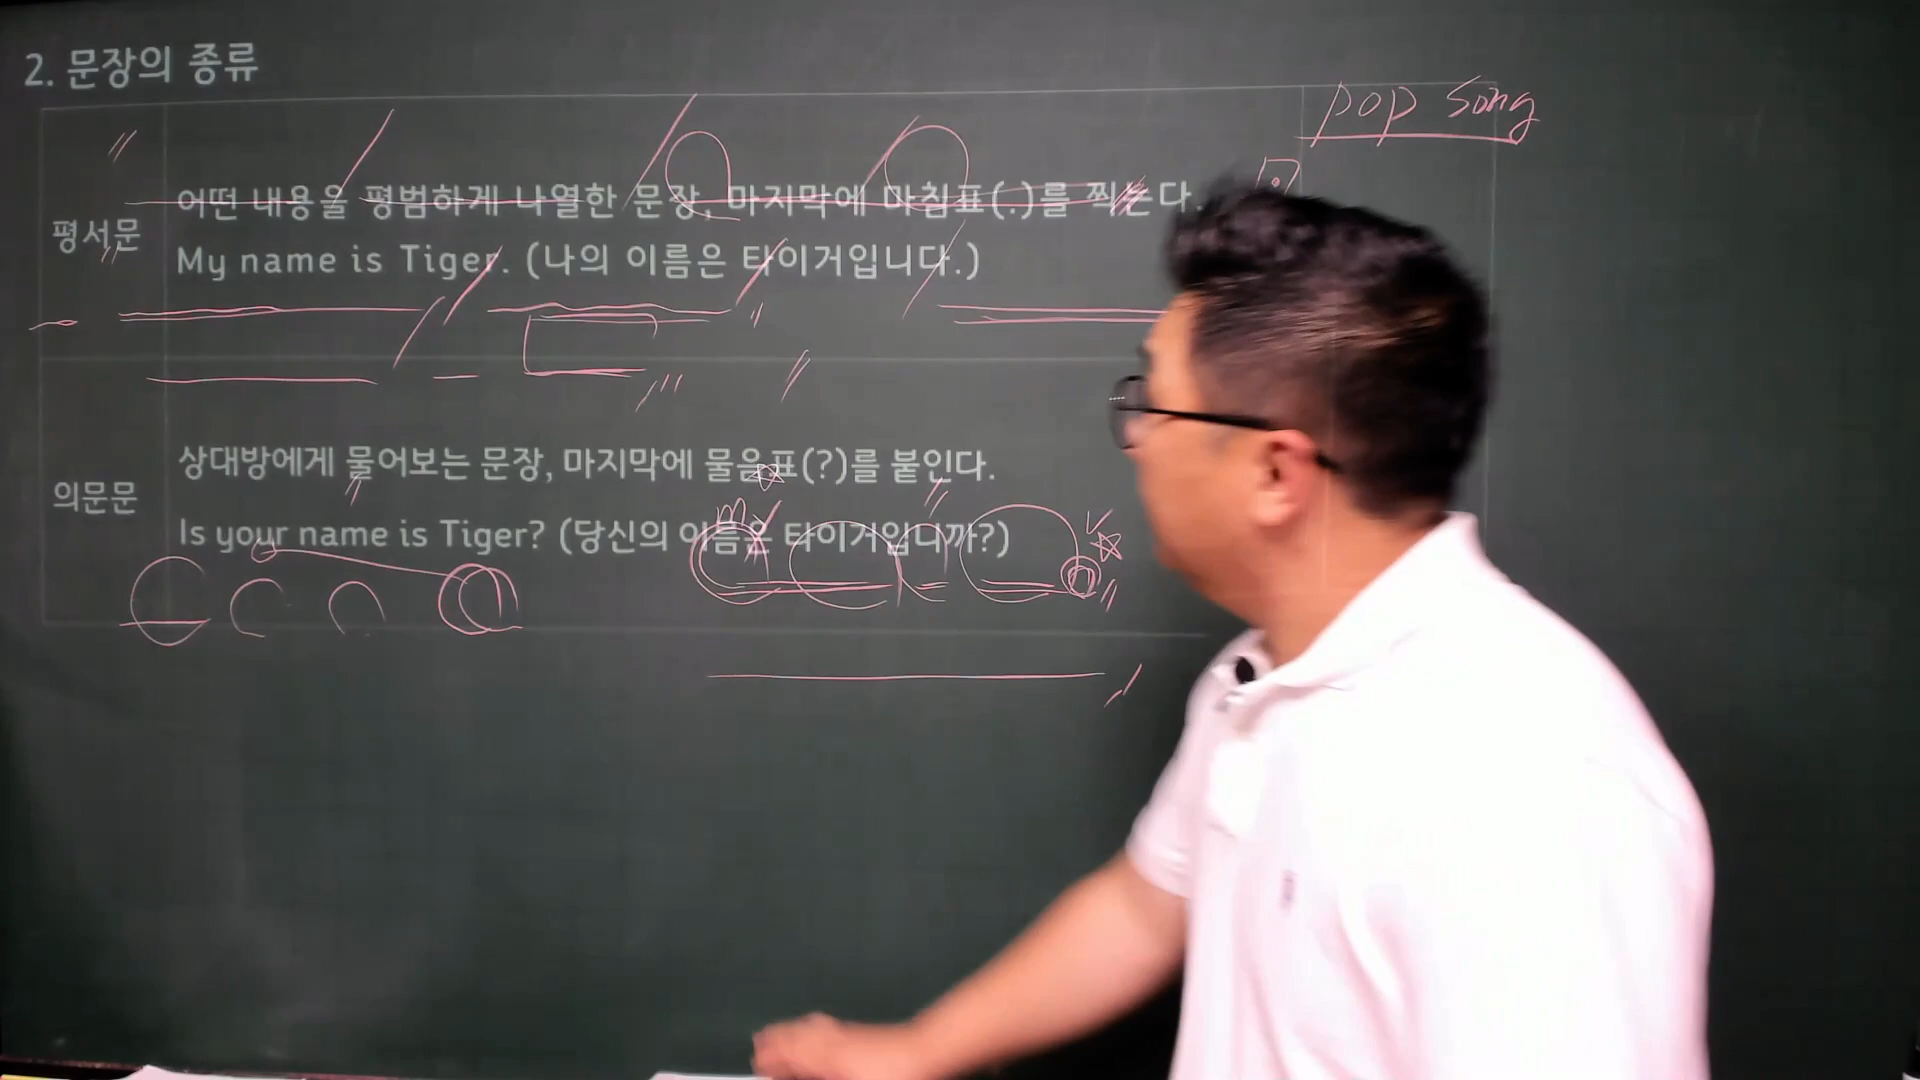 2. 문장의 종류
pop song
평서문
어떤 내용을 평범하게 나열한 문장, 마지막에 마침표(.)를 찍는다.
My name is Tiger. (나의 이름은 타이거입니다.)
의문문
상대방에게 물어보는 문장, 마지막에 물음표(?)를 붙인다.
Is your name is Tiger? (당신의 이름은 타이거입니까?)